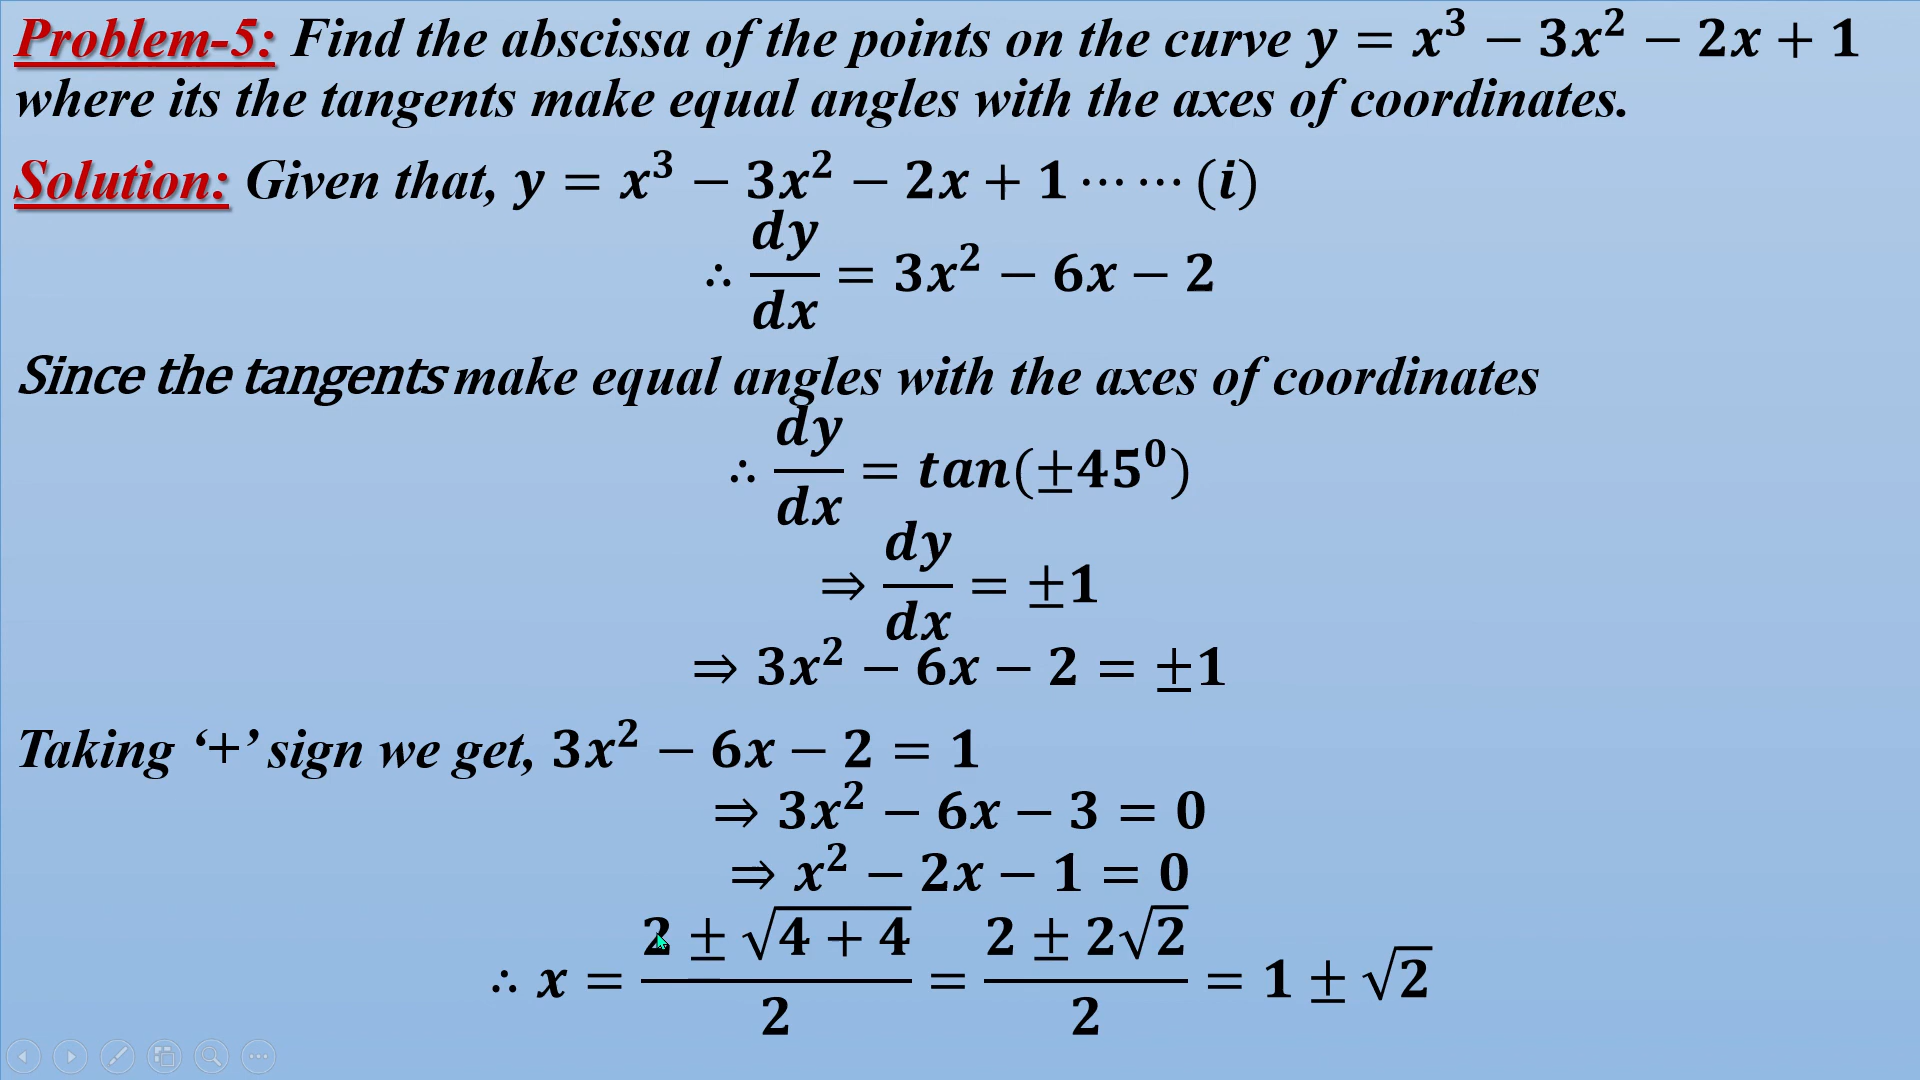 Problem-5: Find the abscissa of the points on the curve y = x³ − 3x² − 2x + 1
where its the tangents make equal angles with the axes of coordinates.
Solution: Given that, y = x³ − 3x² − 2x + 1 ⋯⋯ (i)
∴ dy/dx = 3x² − 6x − 2
Since the tangents make equal angles with the axes of coordinates
∴ dy/dx = tan(±45⁰)
⇒ dy/dx = ±1
⇒ 3x² − 6x − 2 = ±1
Taking ‘+’ sign we get, 3x² − 6x − 2 = 1
⇒ 3x² − 6x − 3 = 0
⇒ x² − 2x − 1 = 0
∴ x = (2 ± √(4 + 4))/2 = (2 ± 2√2)/2 = 1 ± √2